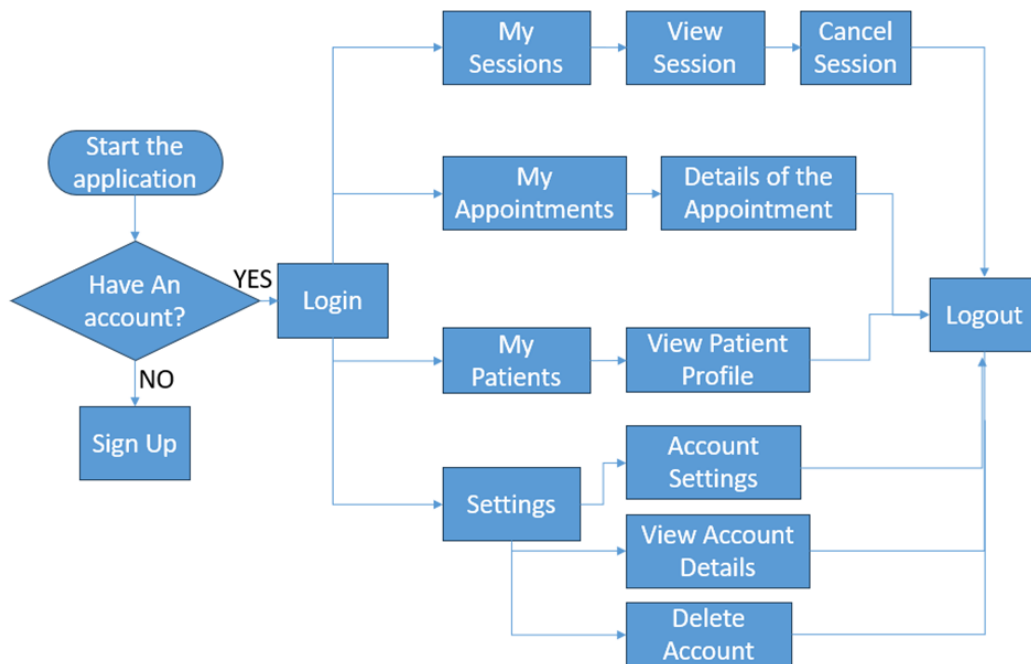 My
Sessions
View
Session
Cancel
Session
Start the
application
My
Appointments
Details of the
Appointment
Have An
account?
YES
Login
Logout
My
Patients
View Patient
Profile
NO
Sign Up
Account
Settings
Settings
View Account
Details
Delete
Account